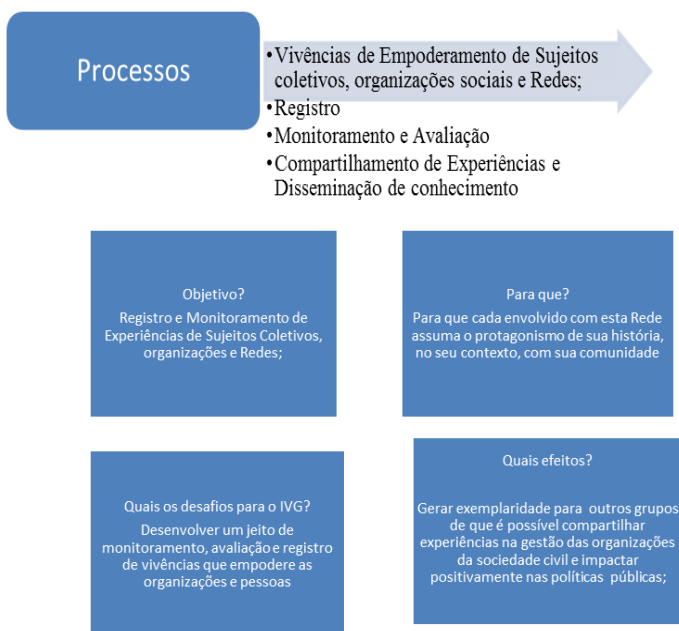 Processos
•Vivências de Empoderamento de Sujeitos
coletivos, organizações sociais e Redes;
•Registro
•Monitoramento e Avaliação
•Compartilhamento de Experiências e
Disseminação de conhecimento
Objetivo?
Registro e Monitoramento de
Experiências de Sujeitos Coletivos,
organizações e Redes;
Para que?
Para que cada envolvido com esta Rede
assuma o protagonismo de sua história,
no seu contexto, com sua comunidade
Quais os desafios para o IVG?
Desenvolver um jeito de
monitoramento, avaliação e registro
de vivências que empodere as
organizações e pessoas
Quais efeitos?
Gerar exemplaridade para outros grupos
de que é possível compartilhar
experiências na gestão das organizações
da sociedade civil e impactar
positivamente nas políticas públicas;